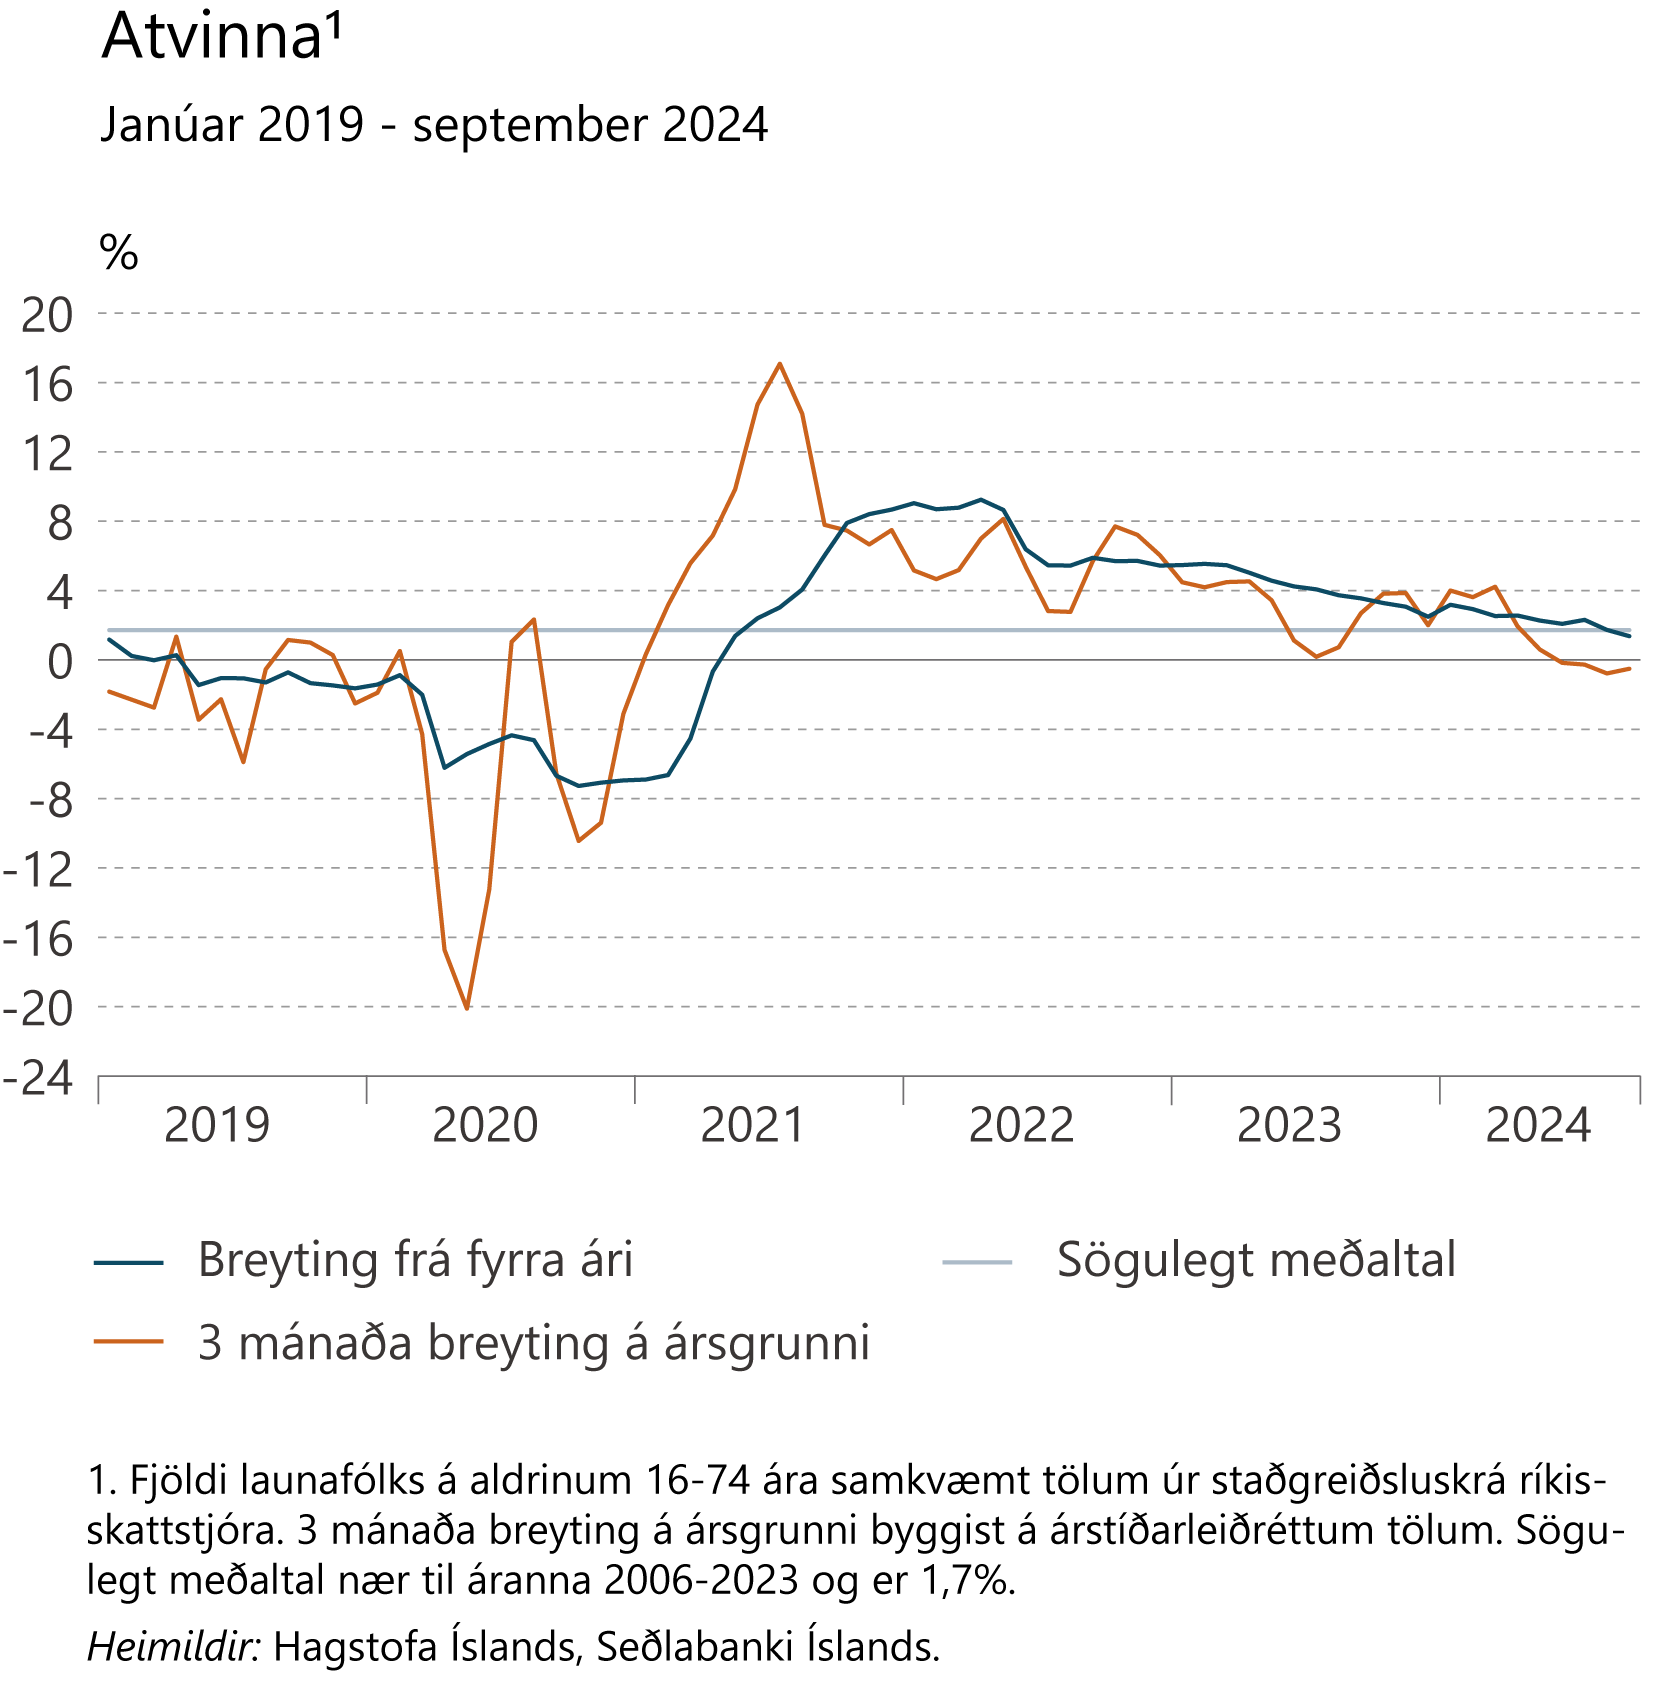 Atvinna¹
Janúar 2019 - september 2024
%
20
16
12
8
4
0
-4
-8
-12
-16
-20
-24
2019 2020 2021 2022 2023 2024
Breyting frá fyrra ári
Sögulegt meðaltal
3 mánaða breyting á ársgrunni
1. Fjöldi launafólks á aldrinum 16-74 ára samkvæmt tölum úr staðgreiðsluskrá ríkis-
skattstjóra. 3 mánaða breyting á ársgrunni byggist á árstíðarleiðréttum tölum. Sögu-
legt meðaltal nær til áranna 2006-2023 og er 1,7%.
Heimildir: Hagstofa Íslands, Seðlabanki Íslands.